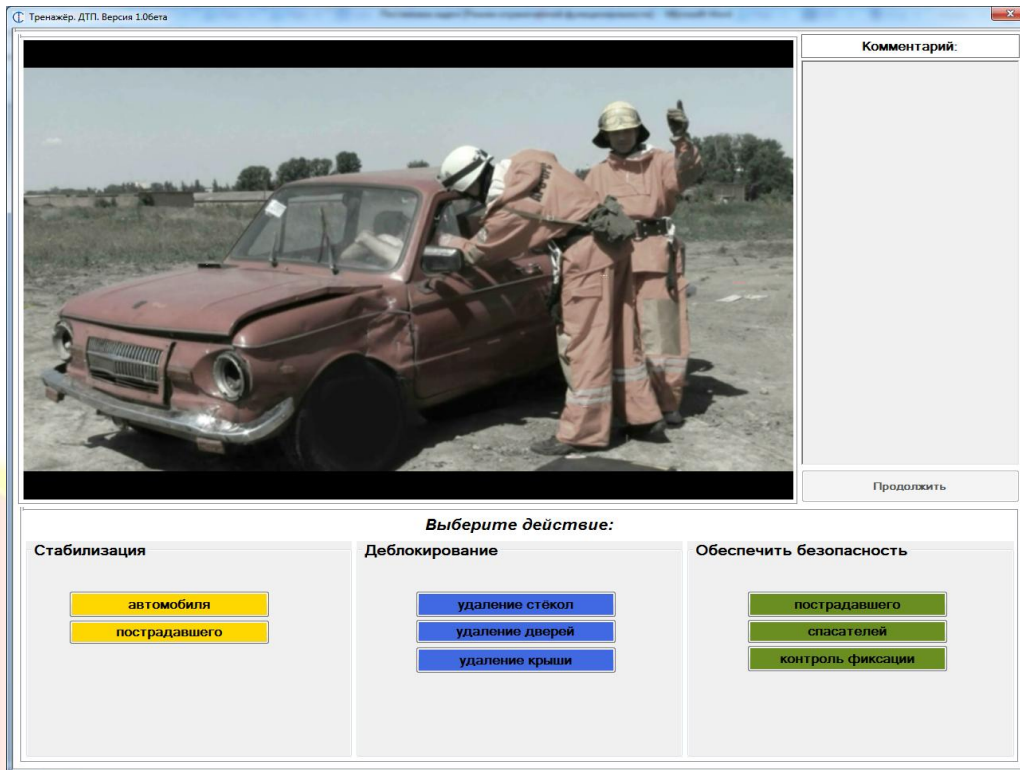 Тренажёр. ДТП. Версия 1.0бета
Комментарий:
Продолжить
Выберите действие:
Стабилизация
автомобиля
пострадавшего
Деблокирование
удаление стёкол
удаление дверей
удаление крыши
Обеспечить безопасность
пострадавшего
спасателей
контроль фиксации